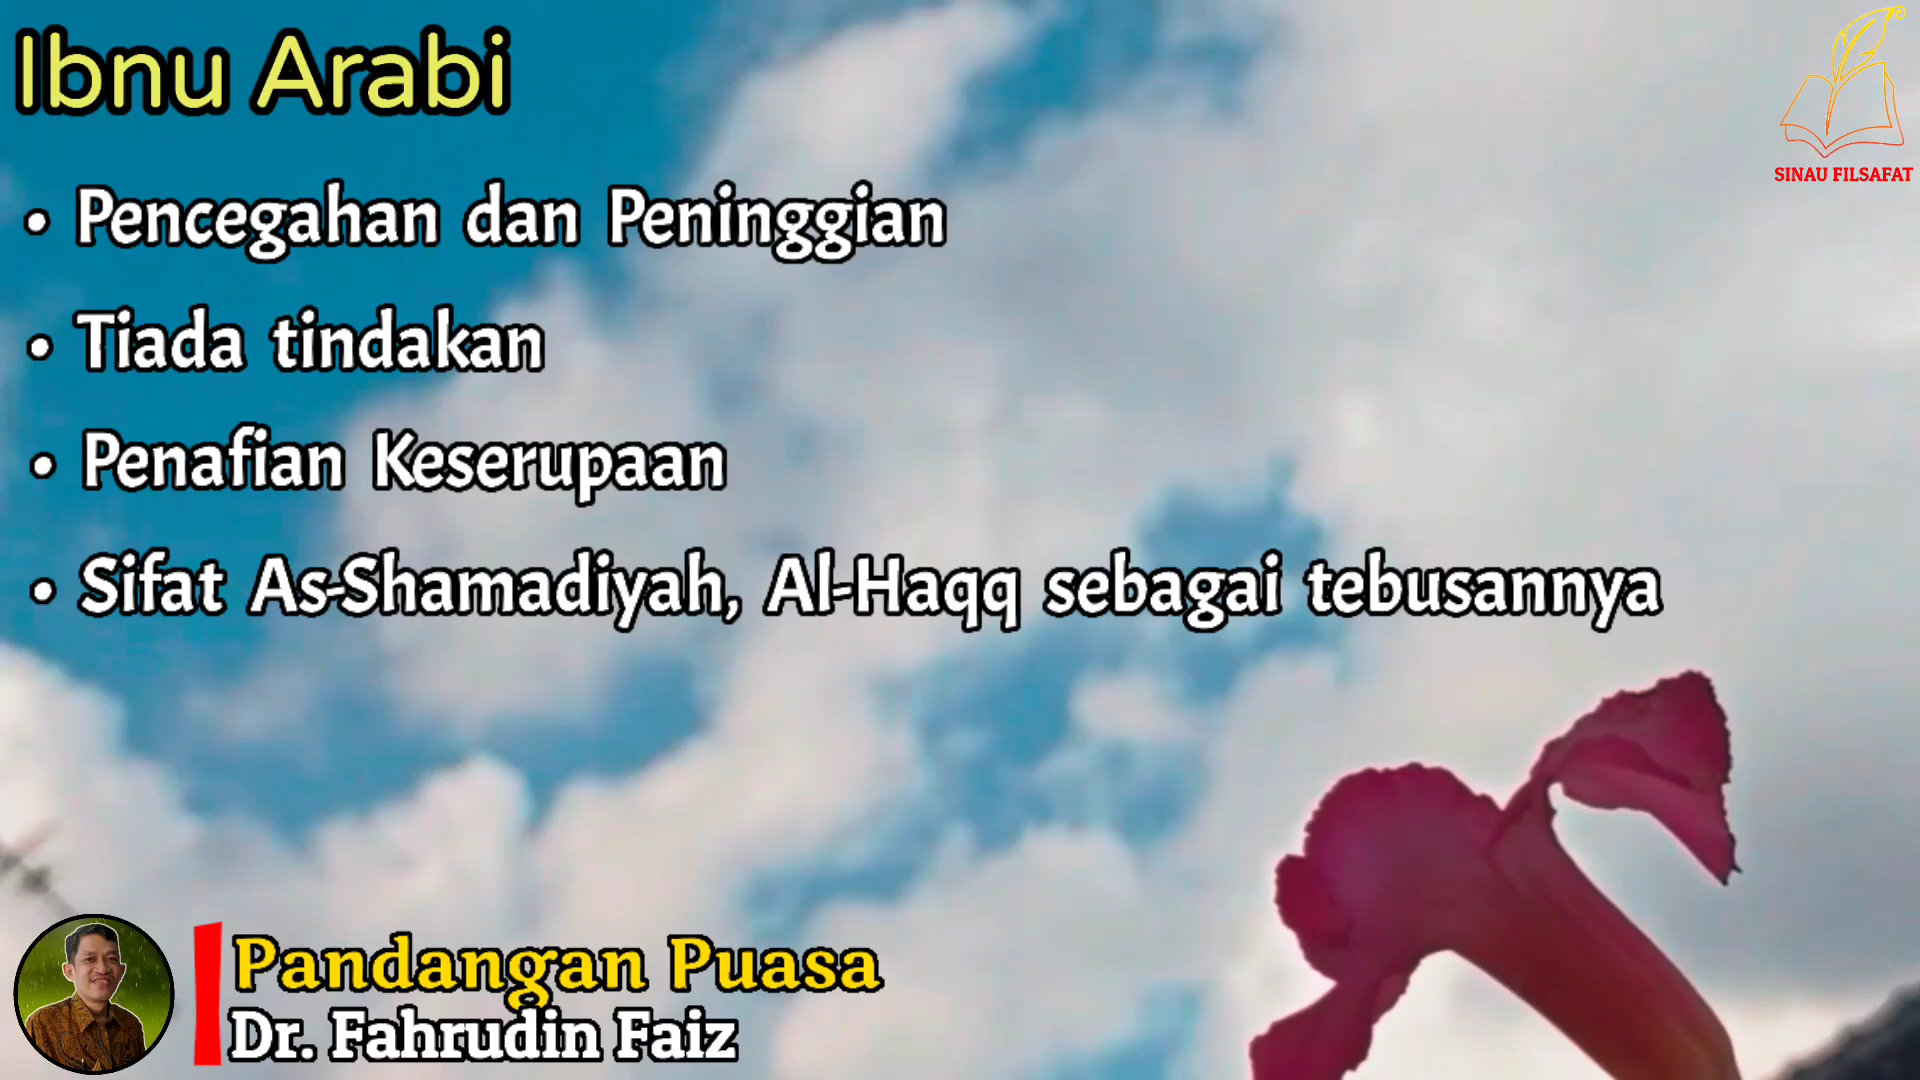 Ibnu Arabi
SINAU FILSAFAT
• Pencegahan dan Peninggian
• Tiada tindakan
• Penafian Keserupaan
• Sifat As-Shamadiyah, Al-Haqq sebagai tebusannya
Pandangan Puasa
Dr. Fahrudin Faiz